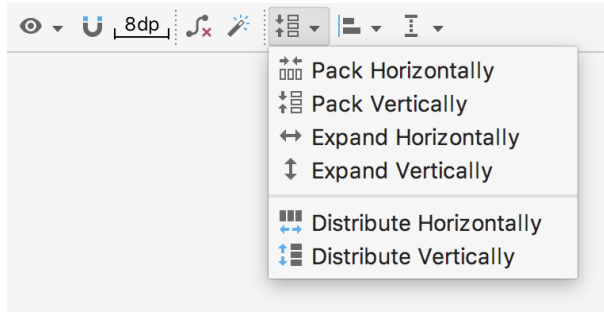 8dp
Pack Horizontally
Pack Vertically
Expand Horizontally
Expand Vertically
Distribute Horizontally
Distribute Vertically